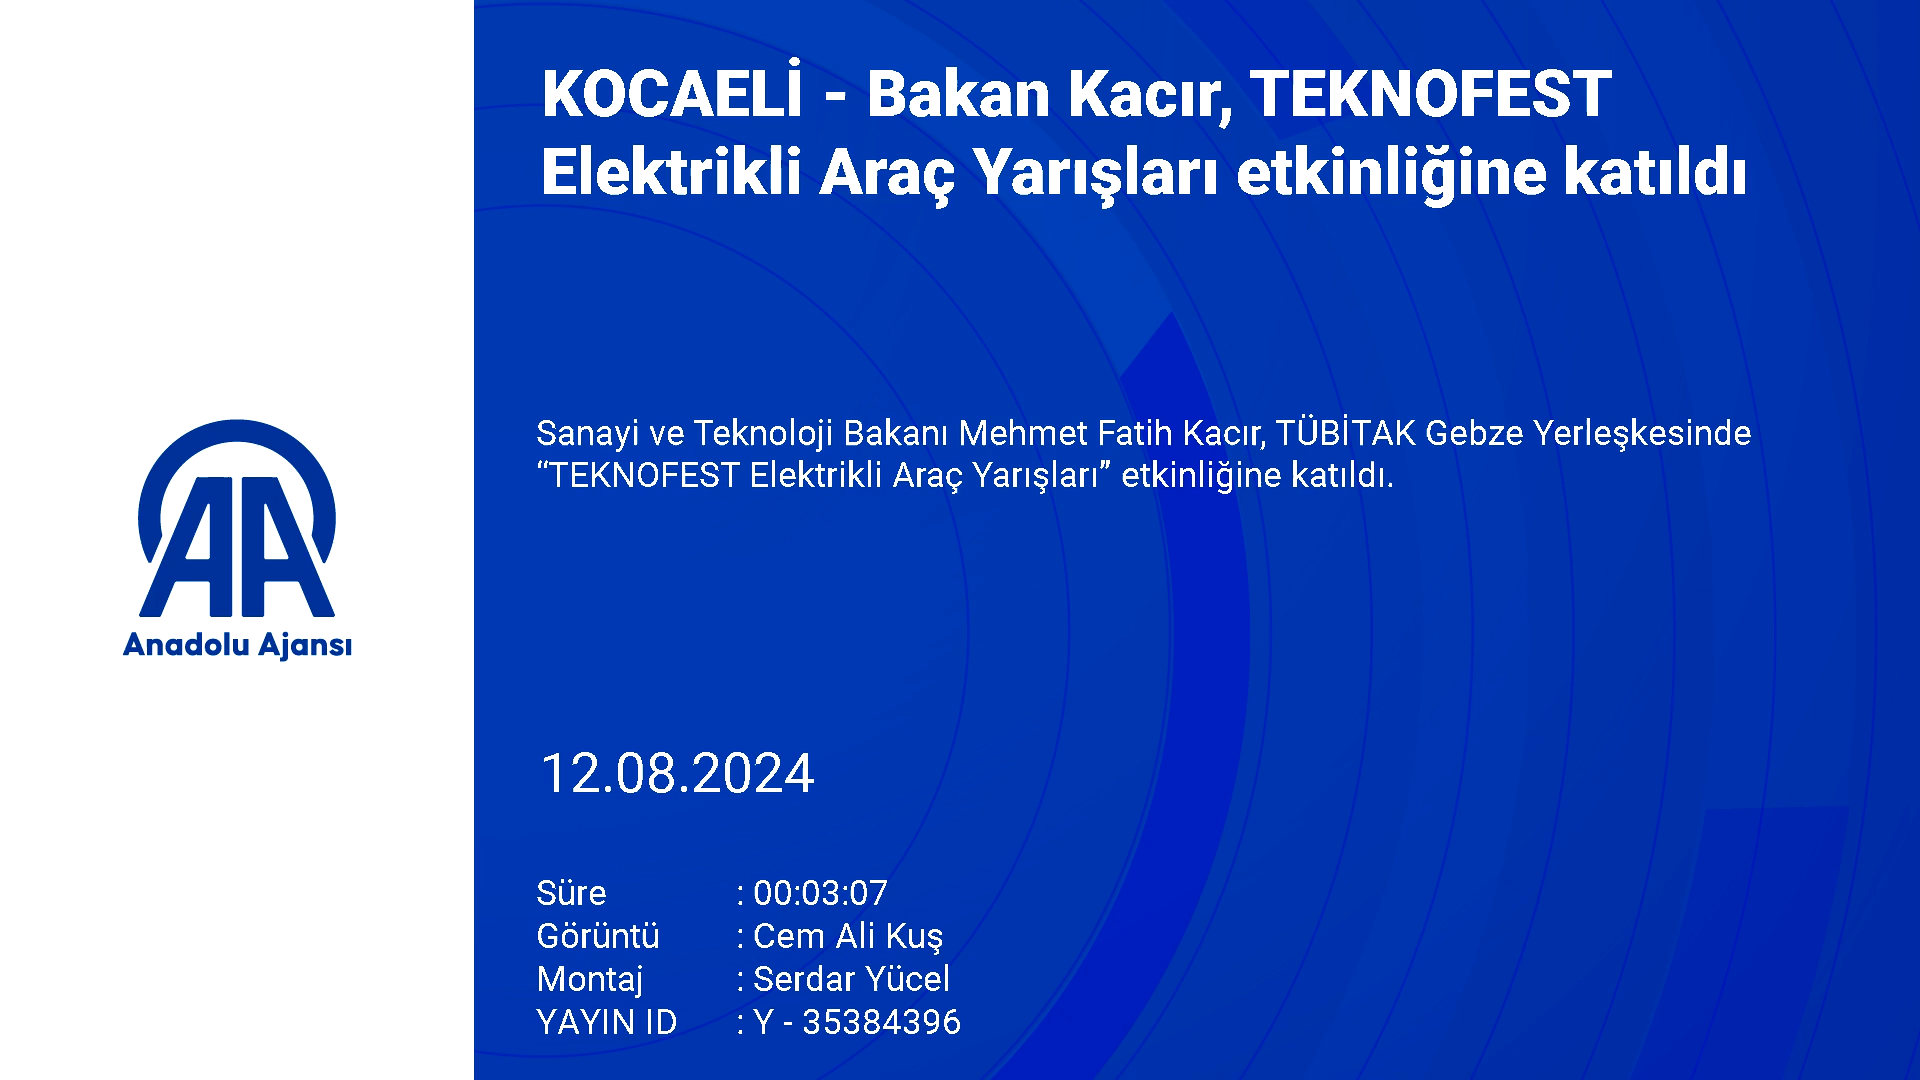 KOCAELİ - Bakan Kacır, TEKNOFEST
Elektrikli Araç Yarışları etkinliğine katıldı
Sanayi ve Teknoloji Bakanı Mehmet Fatih Kacır, TÜBİTAK Gebze Yerleşkesinde
“TEKNOFEST Elektrikli Araç Yarışları” etkinliğine katıldı.
AA
Anadolu Ajansı
12.08.2024
Süre : 00:03:07
Görüntü : Cem Ali Kuş
Montaj : Serdar Yücel
YAYIN ID : Y - 35384396